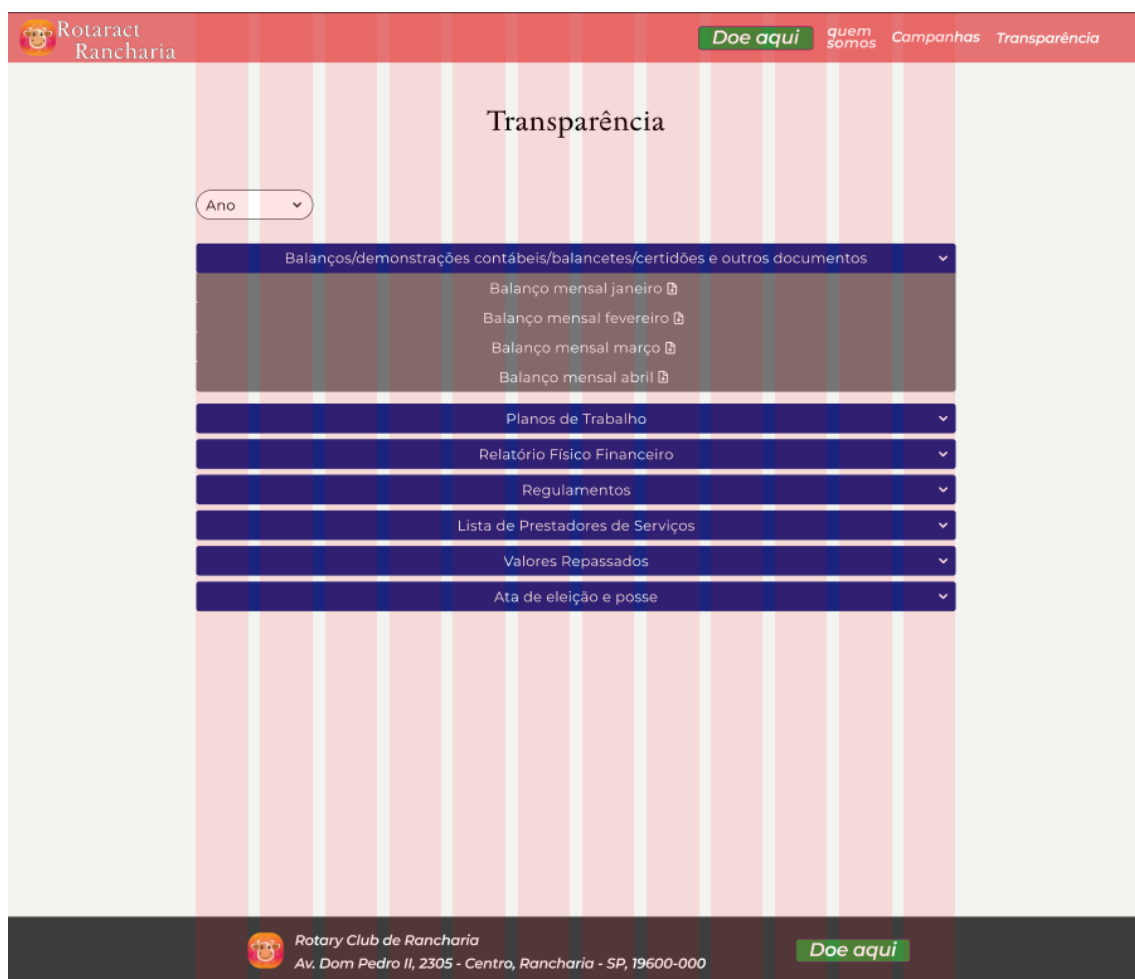 Rotaract
Rancharia
Doe aqui
quem
somos
Campanhas
Transparência
Transparência
Ano
Balanços/demonstrações contábeis/balancetes/certidões e outros documentos
Balanço mensal janeiro
Balanço mensal fevereiro
Balanço mensal março
Balanço mensal abril
Planos de Trabalho
Relatório Físico Financeiro
Regulamentos
Lista de Prestadores de Serviços
Valores Repassados
Ata de eleição e posse
Rotary Club de Rancharia
Av. Dom Pedro II, 2305 - Centro, Rancharia - SP, 19600-000
Doe aqui